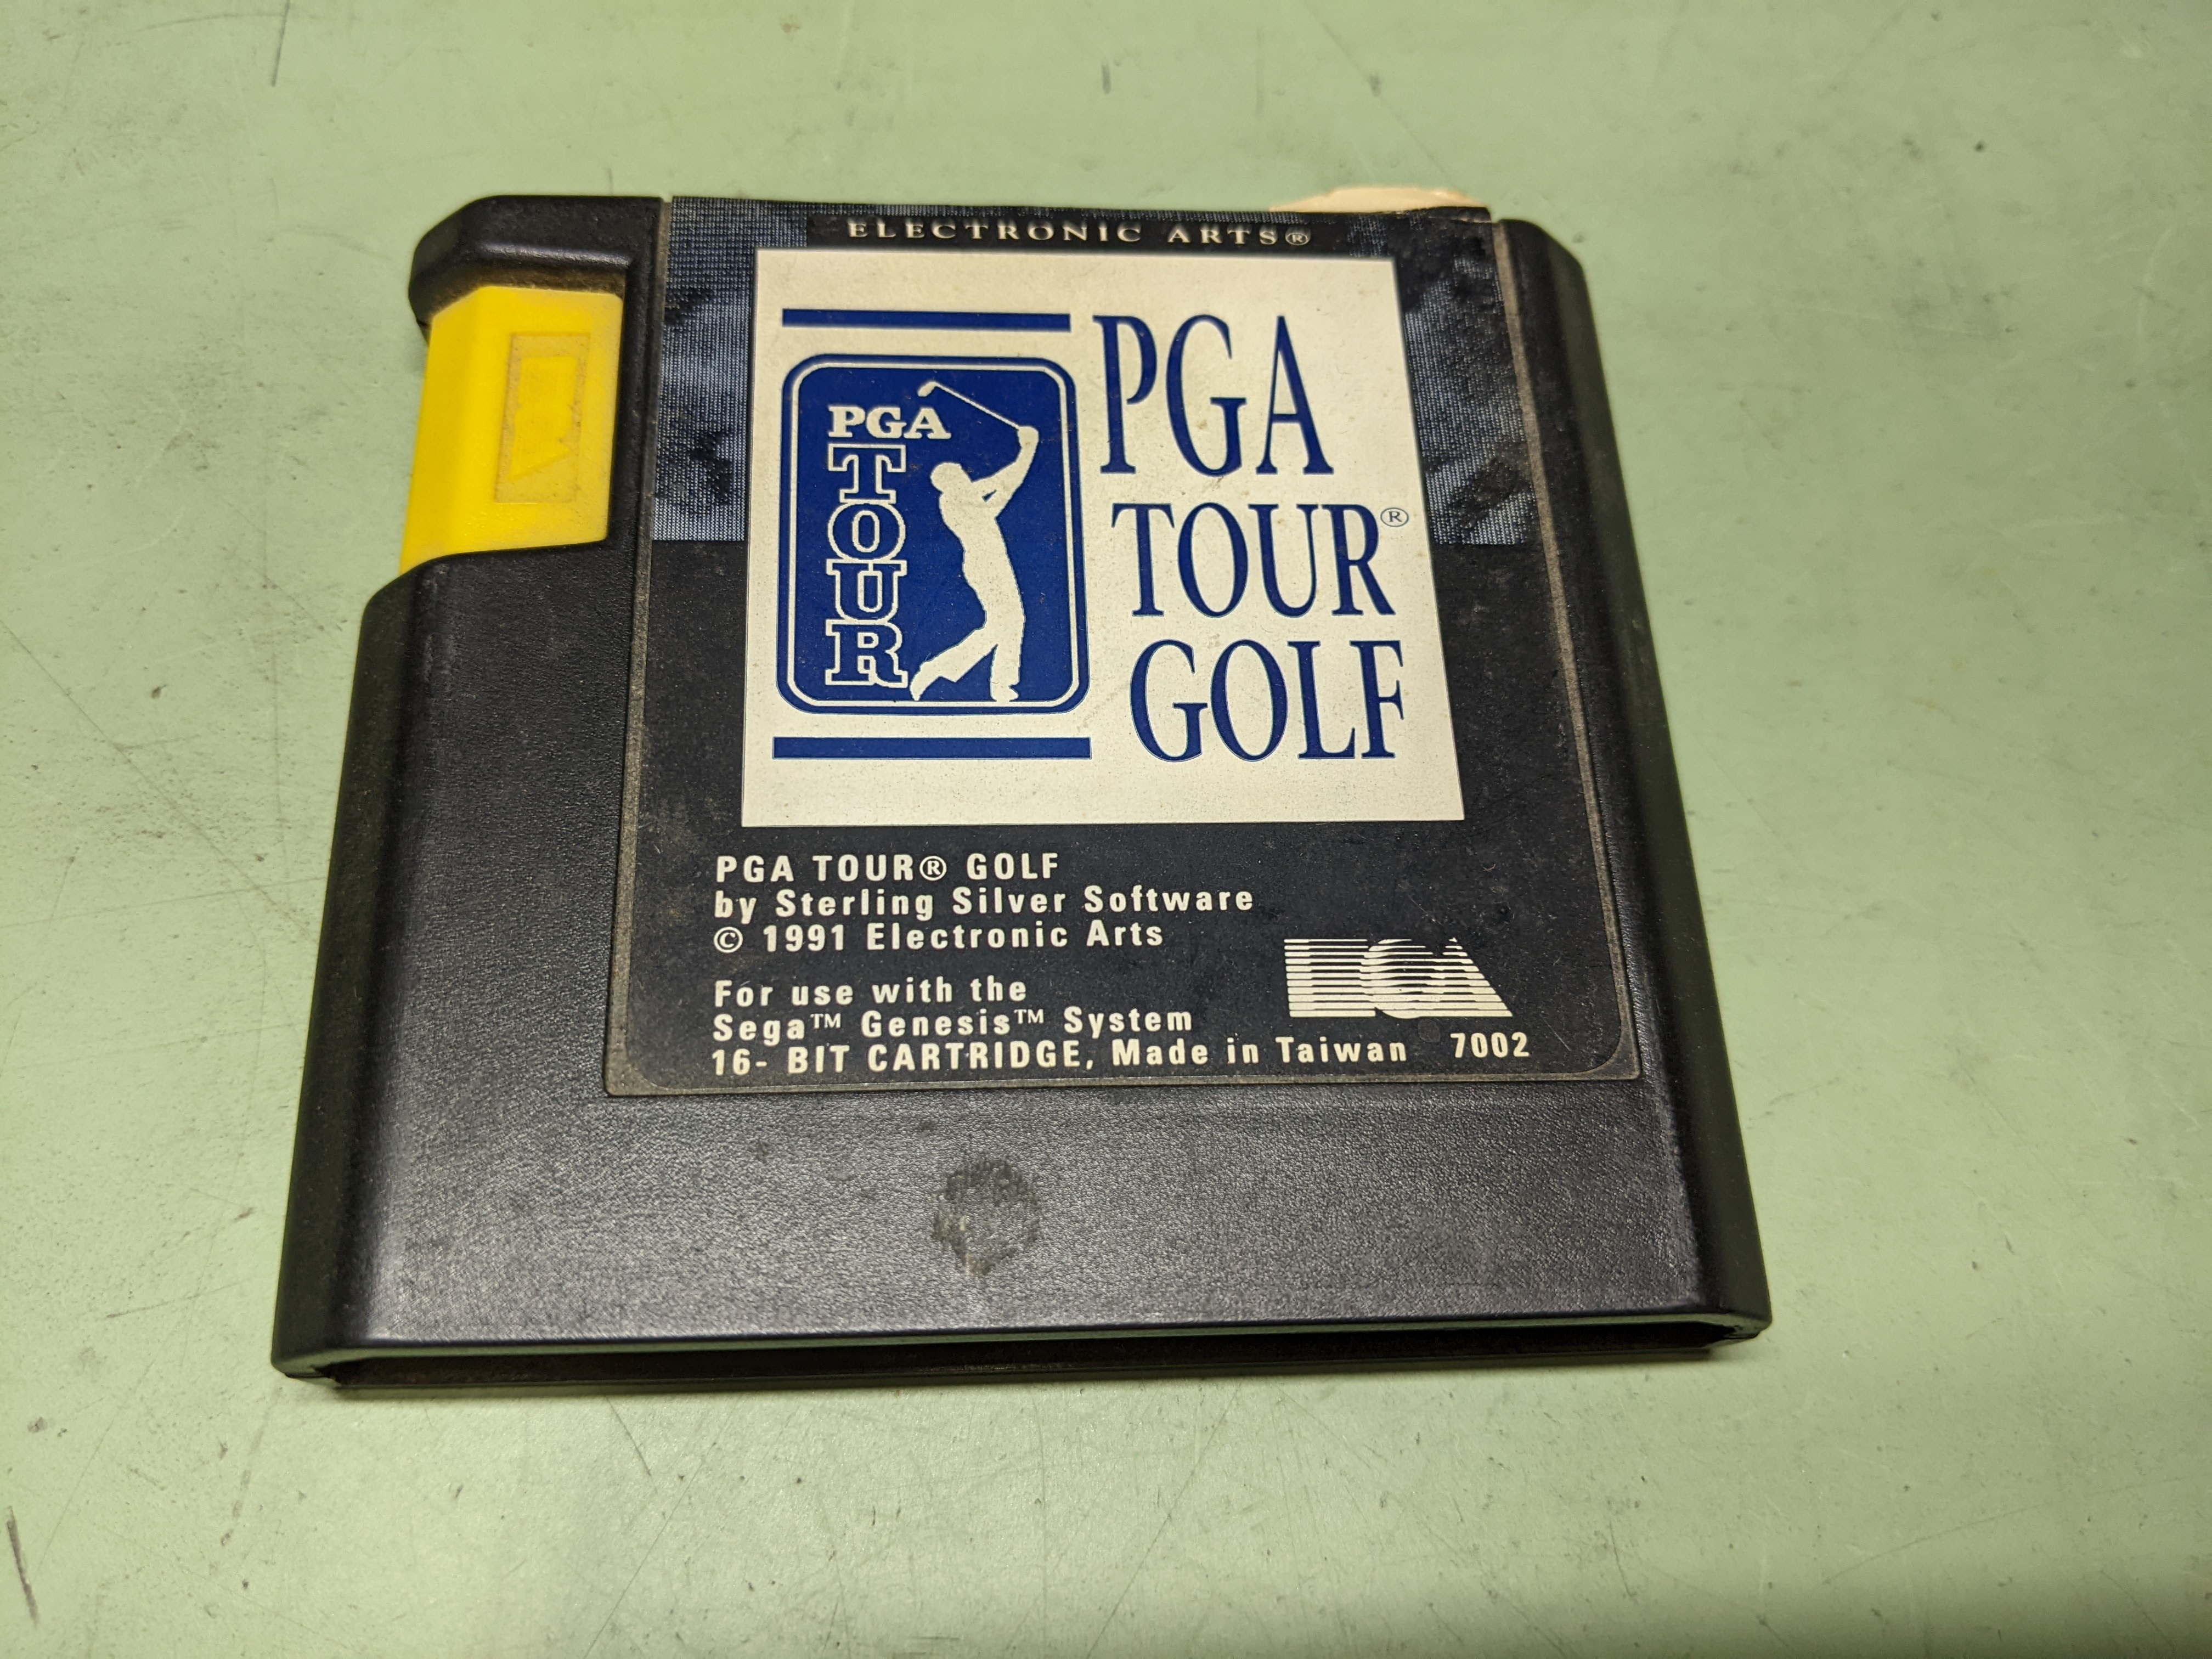 ELECTRONIC ARTS®
PGA
TOUR
PGA
TOUR®
GOLF
PGA TOUR® GOLF
by Sterling Silver Software
© 1991 Electronic Arts
For use with the
Sega™ Genesis™ System
16- BIT CARTRIDGE, Made in Taiwan 7002
EA